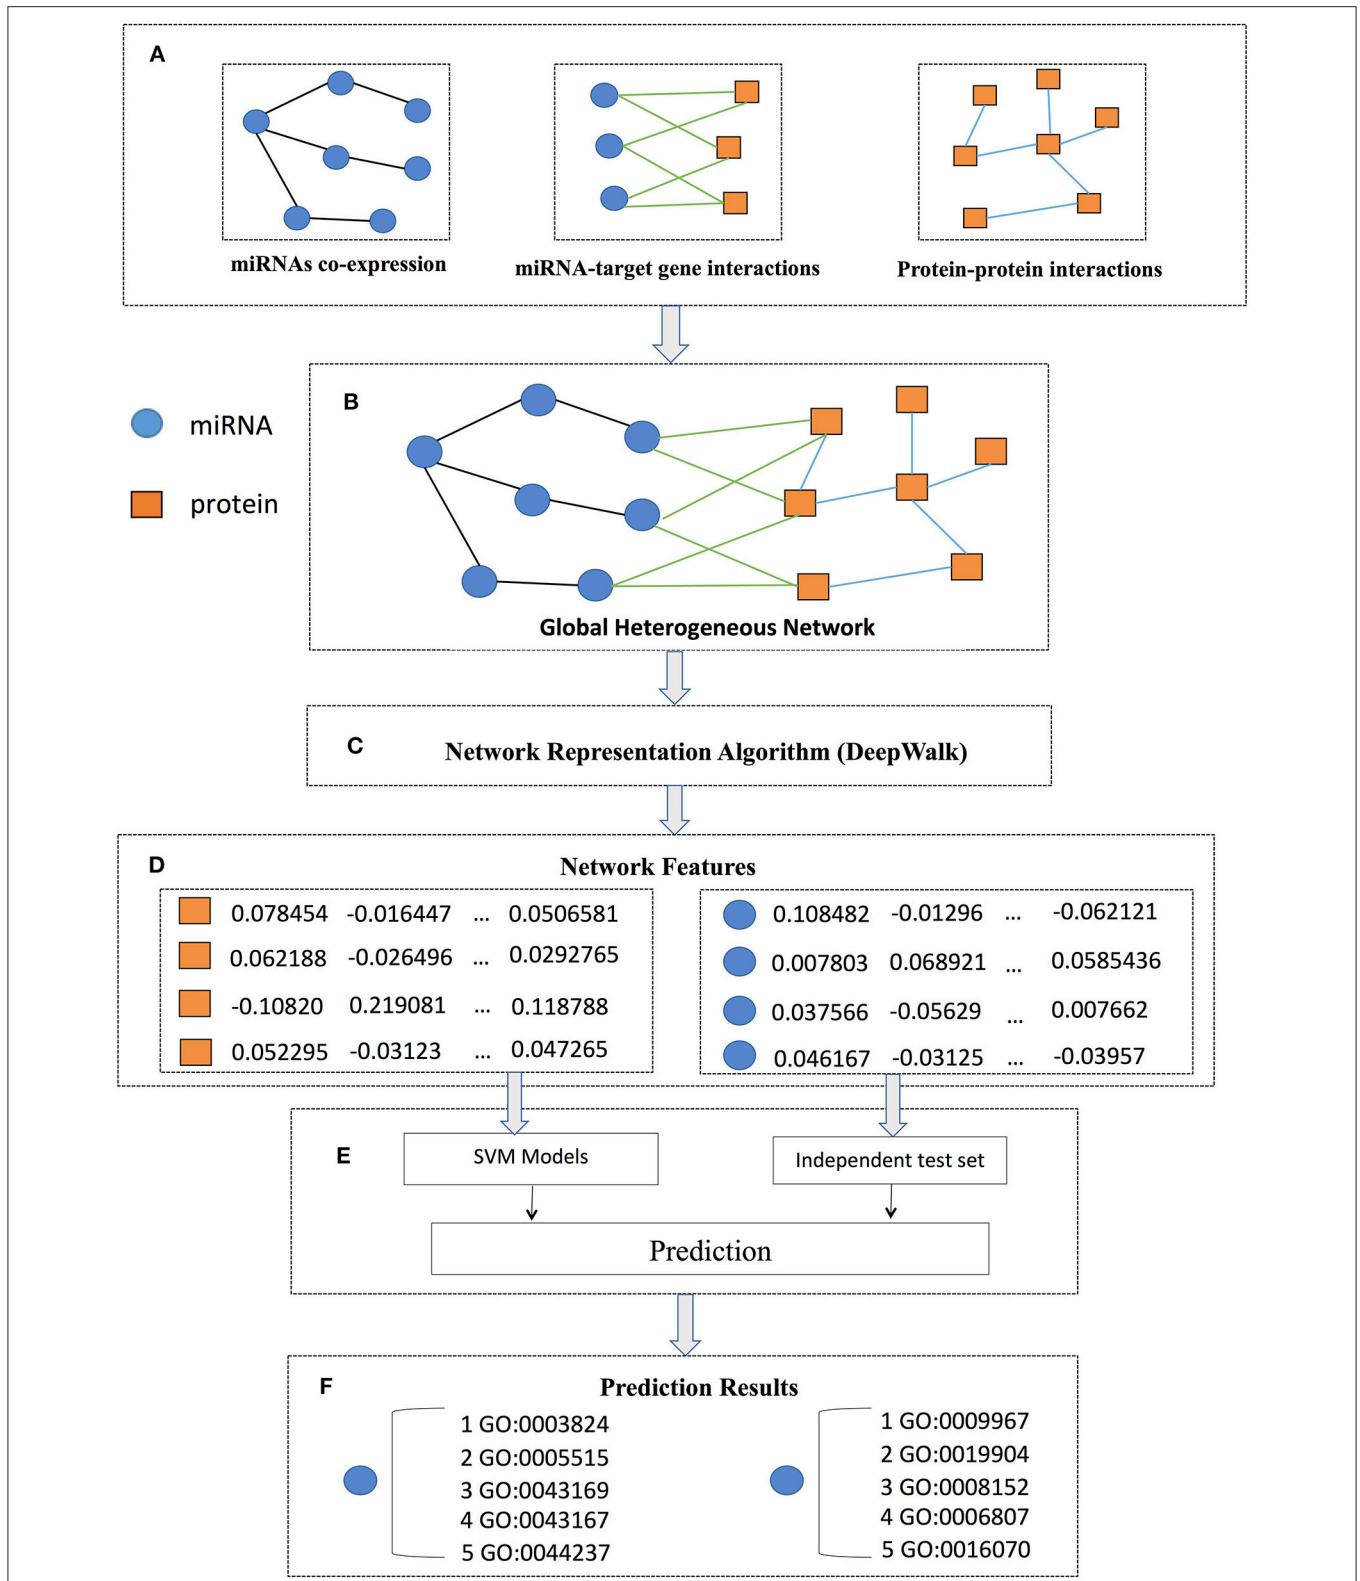 A
miRNAs co-expression
miRNA-target gene interactions
Protein-protein interactions
B
miRNA
protein
Global Heterogeneous Network
C
Network Representation Algorithm (DeepWalk)
D
Network Features
0.078454 -0.016447 ... 0.0506581
0.062188 -0.026496 ... 0.0292765
-0.10820 0.219081 ... 0.118788
0.052295 -0.03123 ... 0.047265
0.108482 -0.01296 ... -0.062121
0.007803 0.068921 ... 0.0585436
0.037566 -0.05629 ... 0.007662
0.046167 -0.03125 ... -0.03957
E
SVM Models
Independent test set
Prediction
F
Prediction Results
1 GO:0003824
2 GO:0005515
3 GO:0043169
4 GO:0043167
5 GO:0044237
1 GO:0009967
2 GO:0019904
3 GO:0008152
4 GO:0006807
5 GO:0016070